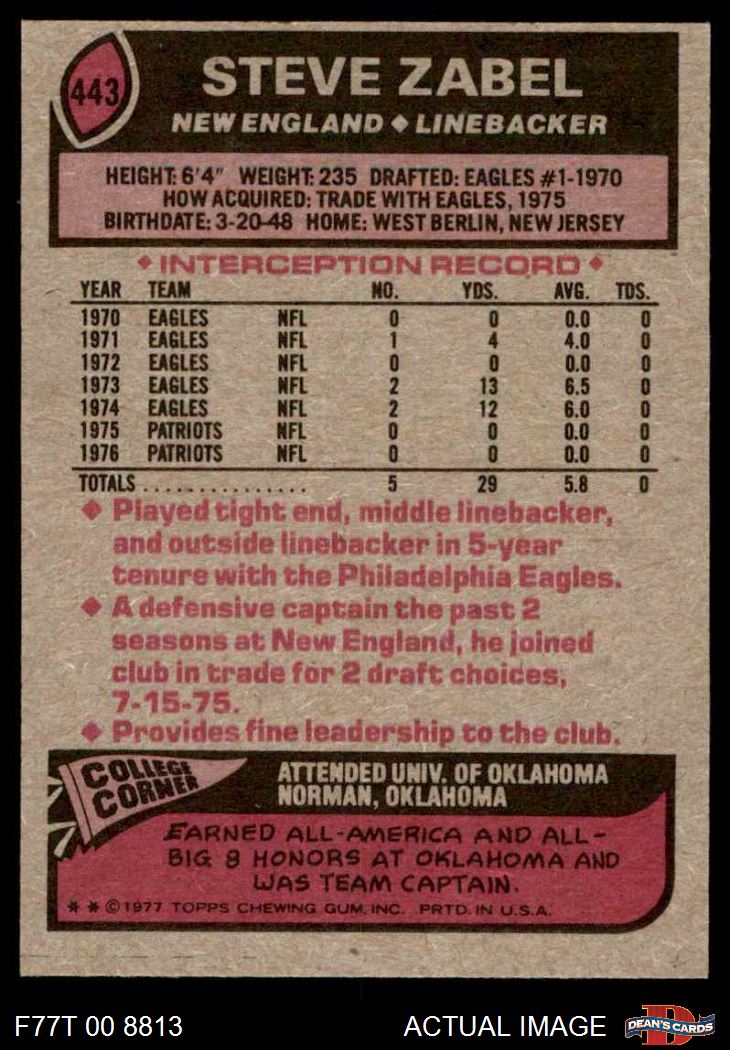 443
STEVE ZABEL
NEW ENGLAND ◆ LINEBACKER
HEIGHT: 6'4" WEIGHT: 235 DRAFTED: EAGLES #1-1970
HOW ACQUIRED: TRADE WITH EAGLES, 1975
BIRTHDATE: 3-20-48 HOME: WEST BERLIN, NEW JERSEY
◆ INTERCEPTION RECORD ◆
YEAR TEAM NO. YDS. AVG. TDS.
1970 EAGLES NFL 0 0 0.0 0
1971 EAGLES NFL 1 4 4.0 0
1972 EAGLES NFL 0 0 0.0 0
1973 EAGLES NFL 2 13 6.5 0
1974 EAGLES NFL 2 12 6.0 0
1975 PATRIOTS NFL 0 0 0.0 0
1976 PATRIOTS NFL 0 0 0.0 0
TOTALS ............... 5 29 5.8 0
◆ Played tight end, middle linebacker,
and outside linebacker in 5-year
tenure with the Philadelphia Eagles.
◆ A defensive captain the past 2
seasons at New England, he joined
club in trade for 2 draft choices,
7-15-75.
◆ Provides fine leadership to the club.
COLLEGE
CORNER
ATTENDED UNIV. OF OKLAHOMA
NORMAN, OKLAHOMA
EARNED ALL-AMERICA AND ALL-
BIG 8 HONORS AT OKLAHOMA AND
WAS TEAM CAPTAIN.
* * © 1977 TOPPS CHEWING GUM, INC. PRTD. IN U.S.A.
F77T 00 8813 ACTUAL IMAGE
D
DEAN'S CARDS